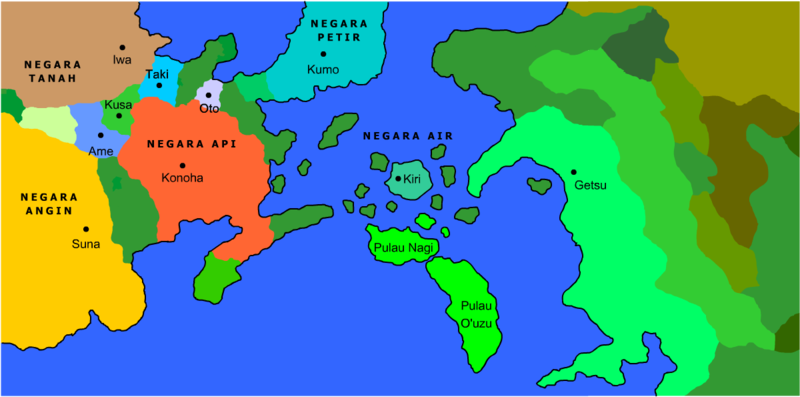 NEGARA
PETIR
Kumo
Iwa
NEGARA
TANAH
Taki
Kusa
Oto
Ame
NEGARA API
Konoha
NEGARA AIR
Kiri
Getsu
NEGARA
ANGIN
Suna
Pulau Nagi
Pulau
O'uzu